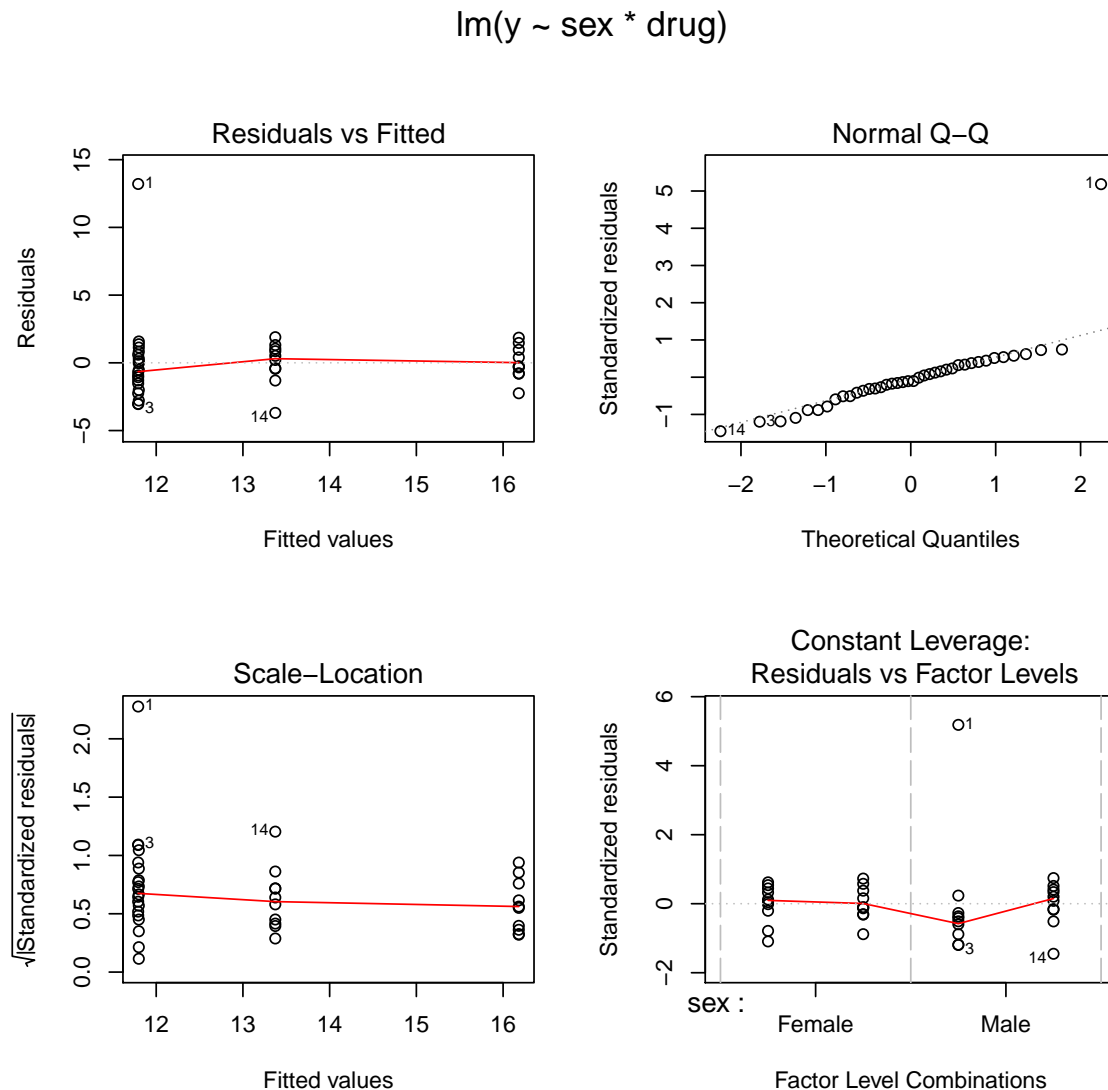 lm(y ~ sex * drug)
Residuals vs Fitted
15
10
5
0
−5
Residuals
1
3
14
12
13
14
15
16
Fitted values
Normal Q−Q
5
4
3
2
1
−1
Standardized residuals
1
14
3
−2
−1
0
1
2
Theoretical Quantiles
Scale−Location
2.0
1.5
1.0
0.5
0.0
√|Standardized residuals|
1
3
14
12
13
14
15
16
Fitted values
Constant Leverage:
Residuals vs Factor Levels
6
4
2
0
−2
Standardized residuals
1
3
14
sex :
Female
Male
Factor Level Combinations